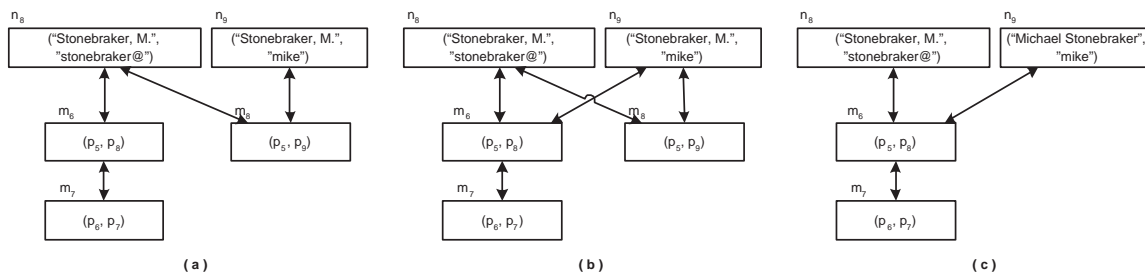 n8
("Stonebraker, M.",
"stonebraker@")
n9
("Stonebraker, M.",
"mike")
m6
(p5, p8)
m8
(p5, p9)
m7
(p6, p7)
( a )
n8
("Stonebraker, M.",
"stonebraker@")
n9
("Stonebraker, M.",
"mike")
m6
(p5, p8)
m8
(p5, p9)
m7
(p6, p7)
( b )
n8
("Stonebraker, M.",
"stonebraker@")
n9
("Michael Stonebraker",
"mike")
m6
(p5, p8)
m7
(p6, p7)
( c )